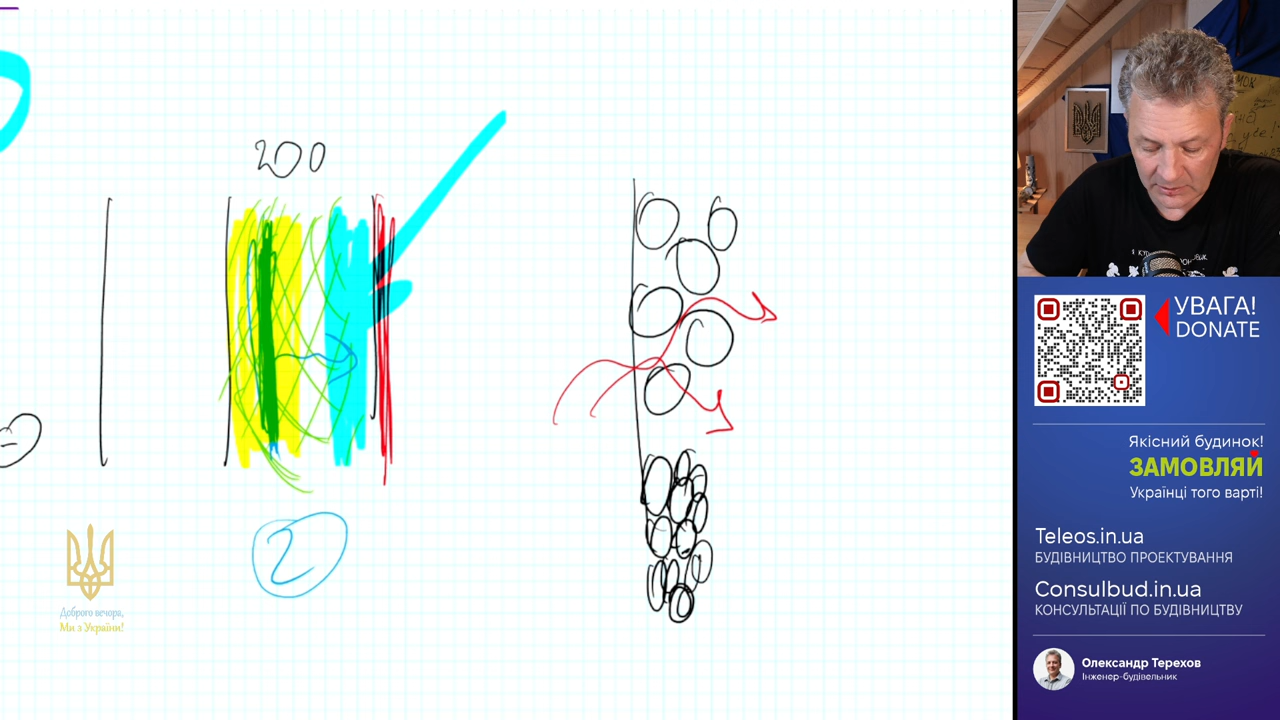 200
2
Доброго вечора,
Ми з України!
УВАГА!
DONATE
Якісний будинок!
ЗАМОВЛЯЙ
Українці того варті!
Teleos.in.ua
БУДІВНИЦТВО ПРОЕКТУВАННЯ
Consulbud.in.ua
КОНСУЛЬТАЦІЇ ПО БУДІВНИЦТВУ
Олександр Терехов
Інженер-будівельник